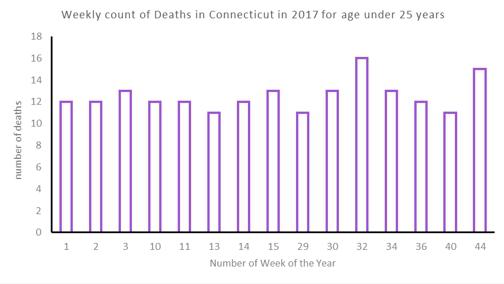 Weekly count of Deaths in Connecticut in 2017 for age under 25 years
number of deaths
18
16
14
12
10
8
6
4
2
0
1 2 3 10 11 13 14 15 29 30 32 34 36 40 44
Number of Week of the Year